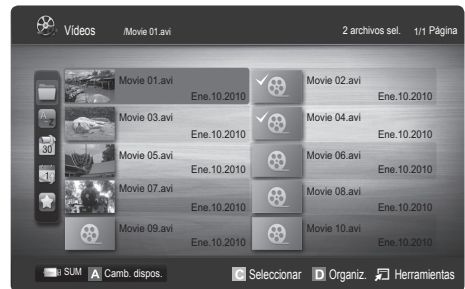 Vídeos /Movie 01.avi 2 archivos sel. 1/1 Página
Movie 01.avi
Ene.10.2010
Movie 02.avi
Ene.10.2010
Movie 03.avi
Ene.10.2010
Movie 04.avi
Ene.10.2010
Movie 05.avi
Ene.10.2010
Movie 06.avi
Ene.10.2010
Movie 07.avi
Ene.10.2010
Movie 08.avi
Ene.10.2010
Movie 09.avi
Ene.10.2010
Movie 10.avi
Ene.10.2010
A Z
30
1
SUM A Camb. dispos. C Seleccionar D Organiz. Herramientas